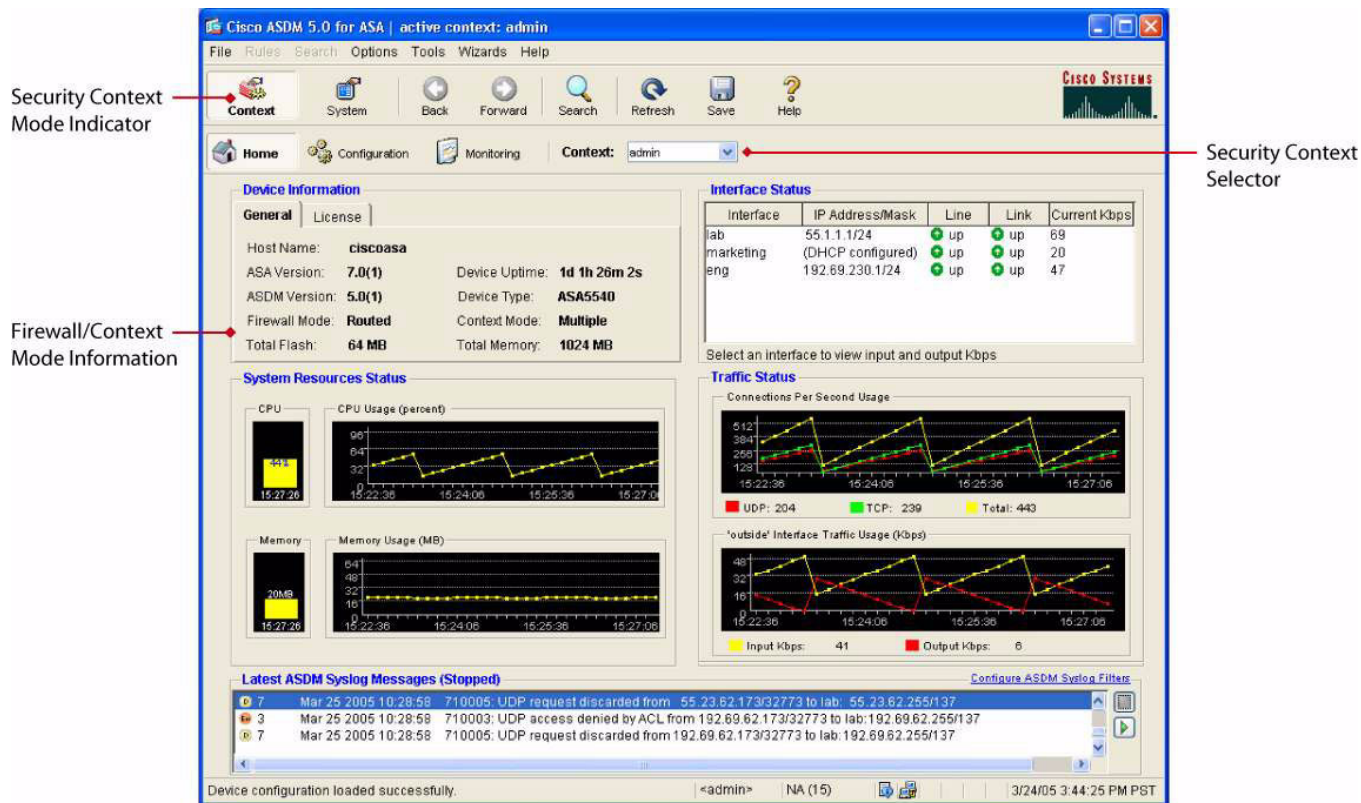 Cisco ASDM 5.0 for ASA | active context: admin
File Rules Search Options Tools Wizards Help
Security Context
Mode Indicator
Context System Back Forward Search Refresh Save Help
CISCO SYSTEMS
Home Configuration Monitoring Context: admin
Security Context
Selector
Device Information
General License
Host Name: ciscoasa
ASA Version: 7.0(1) Device Uptime: 1d 1h 26m 2s
ASDM Version: 5.0(1) Device Type: ASA5540
Firewall Mode: Routed Context Mode: Multiple
Total Flash: 64 MB Total Memory: 1024 MB
Firewall/Context
Mode Information
Interface Status
Interface IP Address/Mask Line Link Current Kbps
lab 55.1.1.1/24 up up 69
marketing (DHCP configured) up up 20
eng 192.69.230.1/24 up up 47
Select an interface to view input and output Kbps
System Resources Status
CPU
44%
15:27:26
CPU Usage (percent)
96
64
32
0
15:22:36 15:24:06 15:25:36 15:27:0
Memory
20MB
15:27:26
Memory Usage (MB)
64
48
32
16
0
15:22:36 15:24:06 15:25:36 15:27:06
Traffic Status
Connections Per Second Usage
512
384
256
128
15:22:36 15:24:06 15:25:36 15:27:06
UDP: 204 TCP: 239 Total: 443
'outside' Interface Traffic Usage (Kbps)
48
32
16
0
15:22:36 15:24:06 15:25:36 15:27:06
Input Kbps: 41 Output Kbps: 6
Latest ASDM Syslog Messages (Stopped) Configure ASDM Syslog Filters
7 Mar 25 2005 10:28:58 710005: UDP request discarded from 55.23.62.173/32773 to lab: 55.23.62.255/137
3 Mar 25 2005 10:28:58 710003: UDP access denied by ACL from 192.69.62.173/32773 to lab:192.69.62.255/137
7 Mar 25 2005 10:28:58 710005: UDP request discarded from 192.69.62.173/32773 to lab:192.69.62.255/137
Device configuration loaded successfully. <admin> NA (15) 3/24/05 3:44:25 PM PST